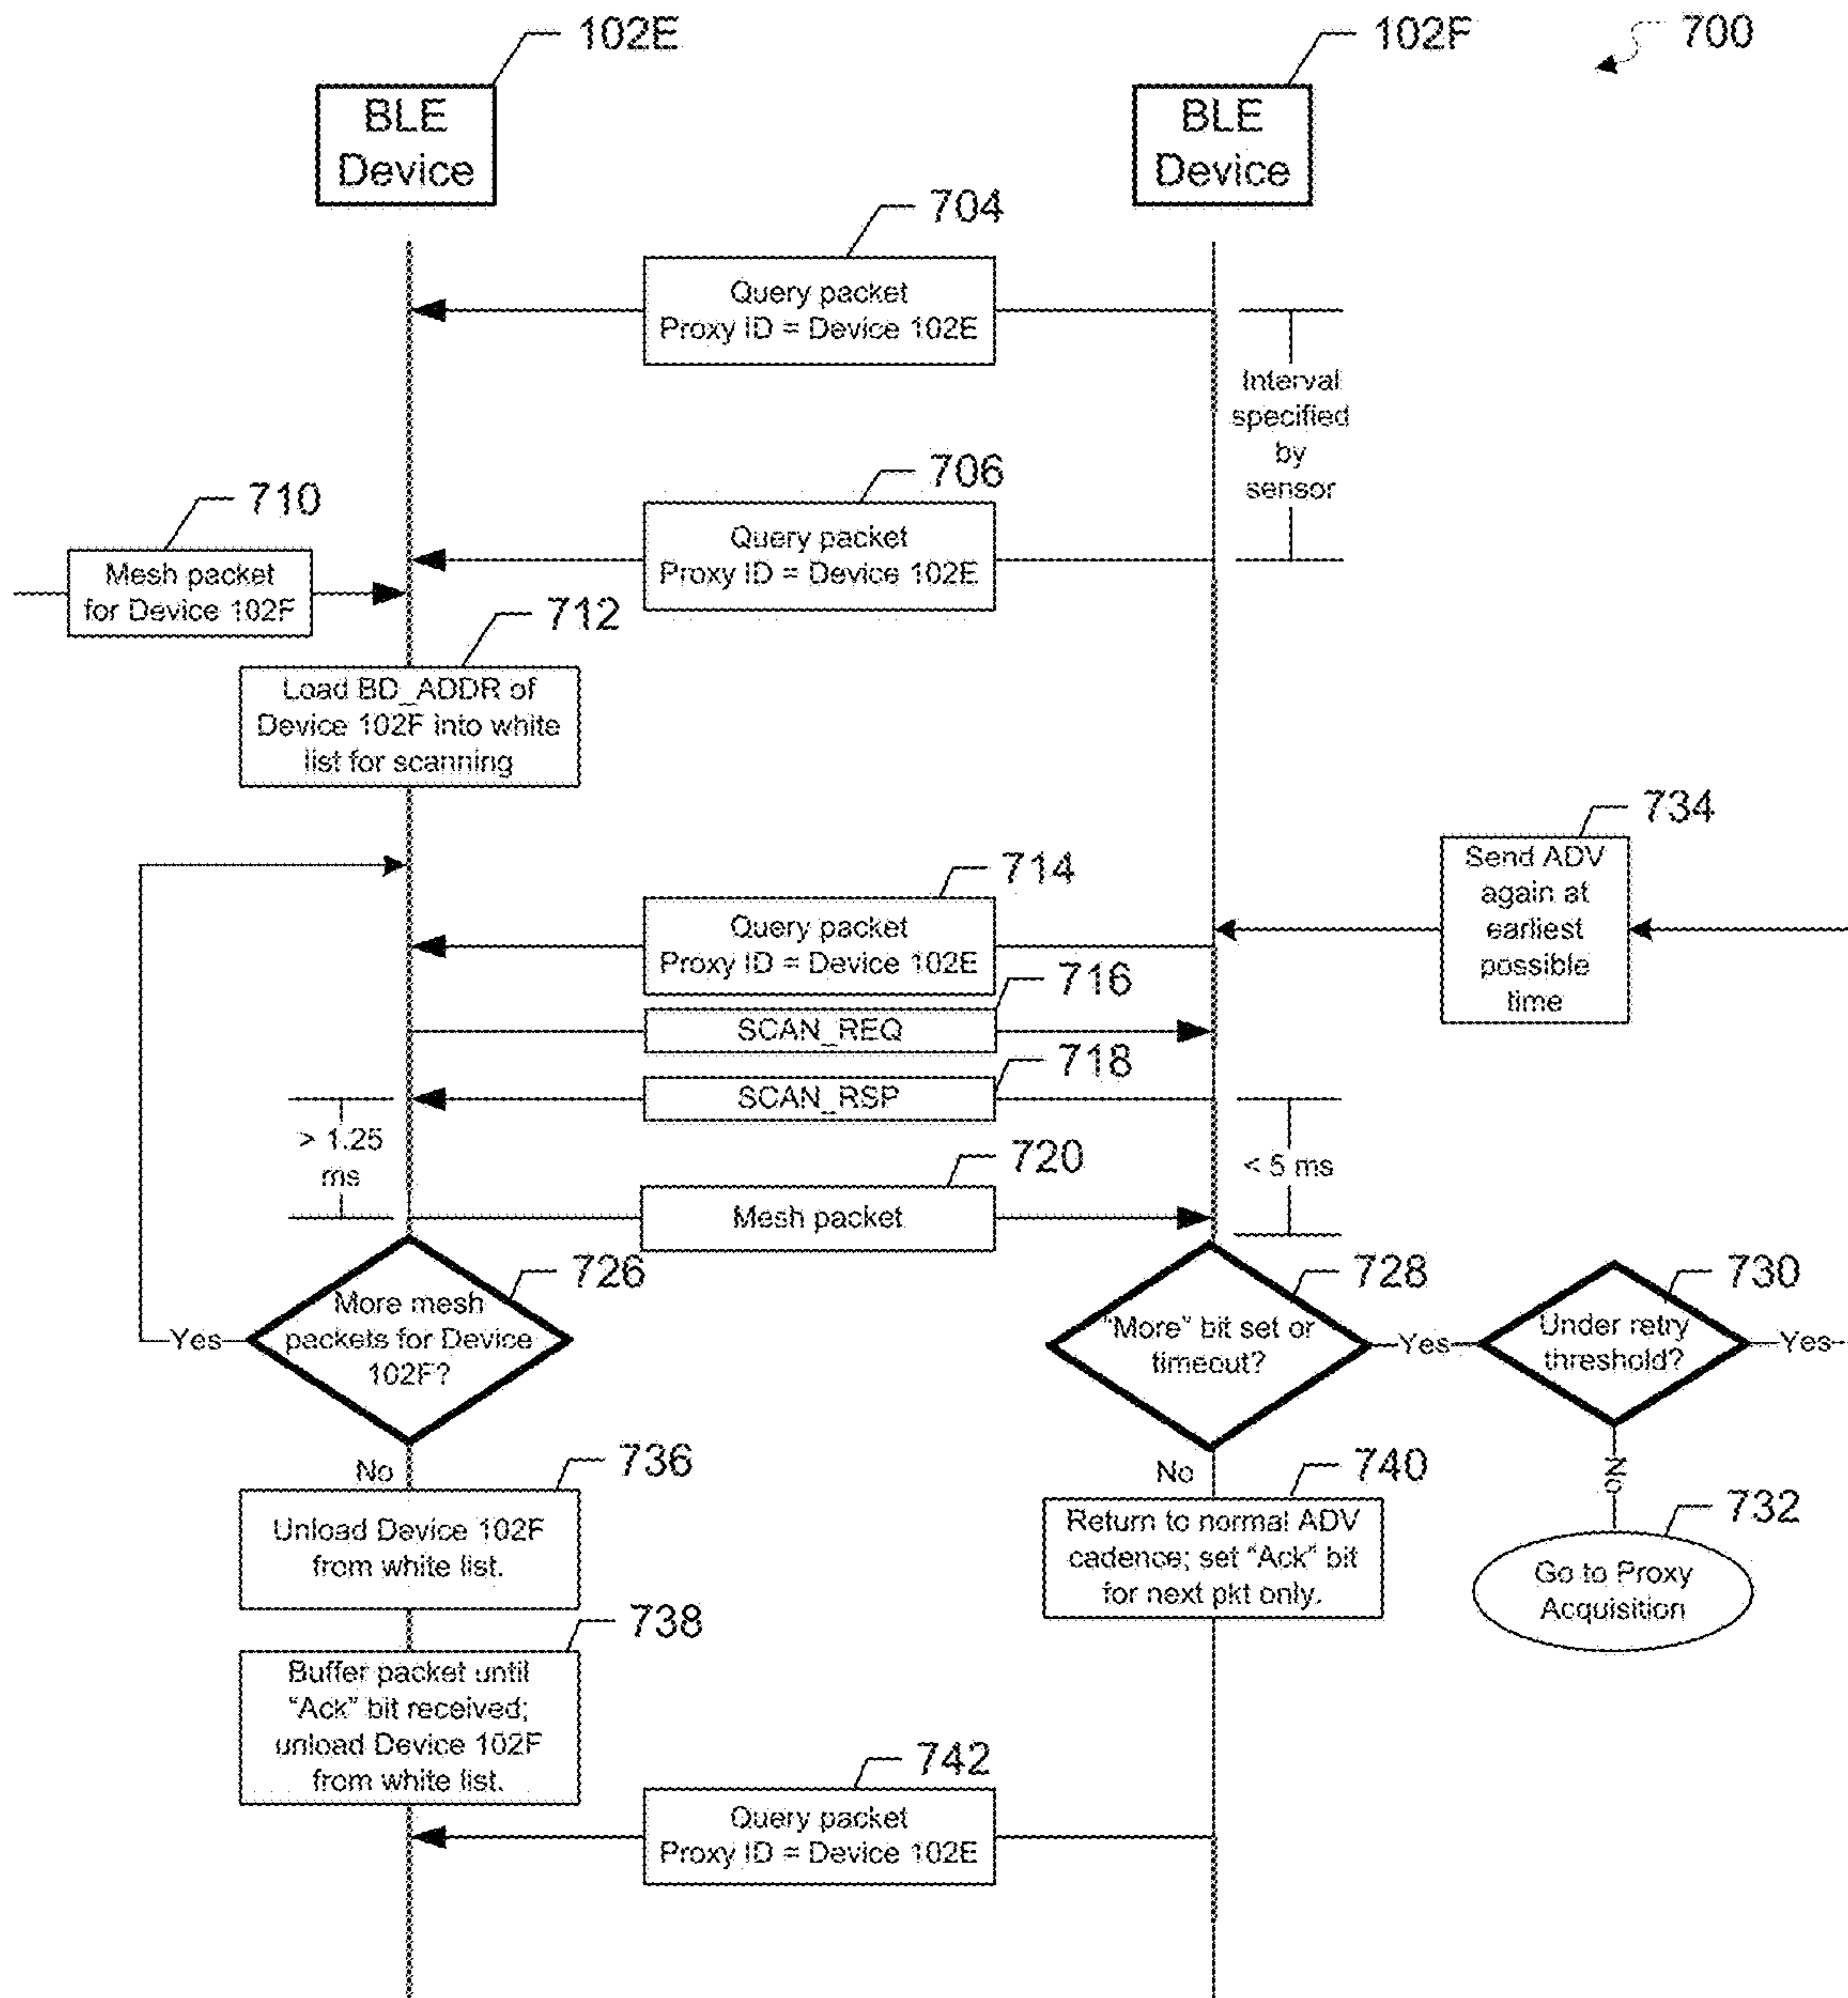 102E
102F
700
BLE
Device
BLE
Device
704
Query packet
Proxy ID = Device 102E
Interval
specified
by
sensor
706
Query packet
Proxy ID = Device 102E
710
Mesh packet
for Device 102F
712
Load BD_ADDR of
Device 102F into white
list for scanning
734
Send ADV
again at
earliest
possible
time
714
Query packet
Proxy ID = Device 102E
716
SCAN_REQ
718
SCAN_RSP
> 1.25
ms
< 5 ms
720
Mesh packet
726
More mesh
packets for Device
102F?
Yes
728
"More" bit set or
timeout?
Yes
730
Under retry
threshold?
Yes
No
736
Unload Device 102F
from white list.
No
740
Return to normal ADV
cadence; set "Ack" bit
for next pkt only.
No
732
Go to Proxy
Acquisition
738
Buffer packet until
"Ack" bit received;
unload Device 102F
from white list.
742
Query packet
Proxy ID = Device 102E